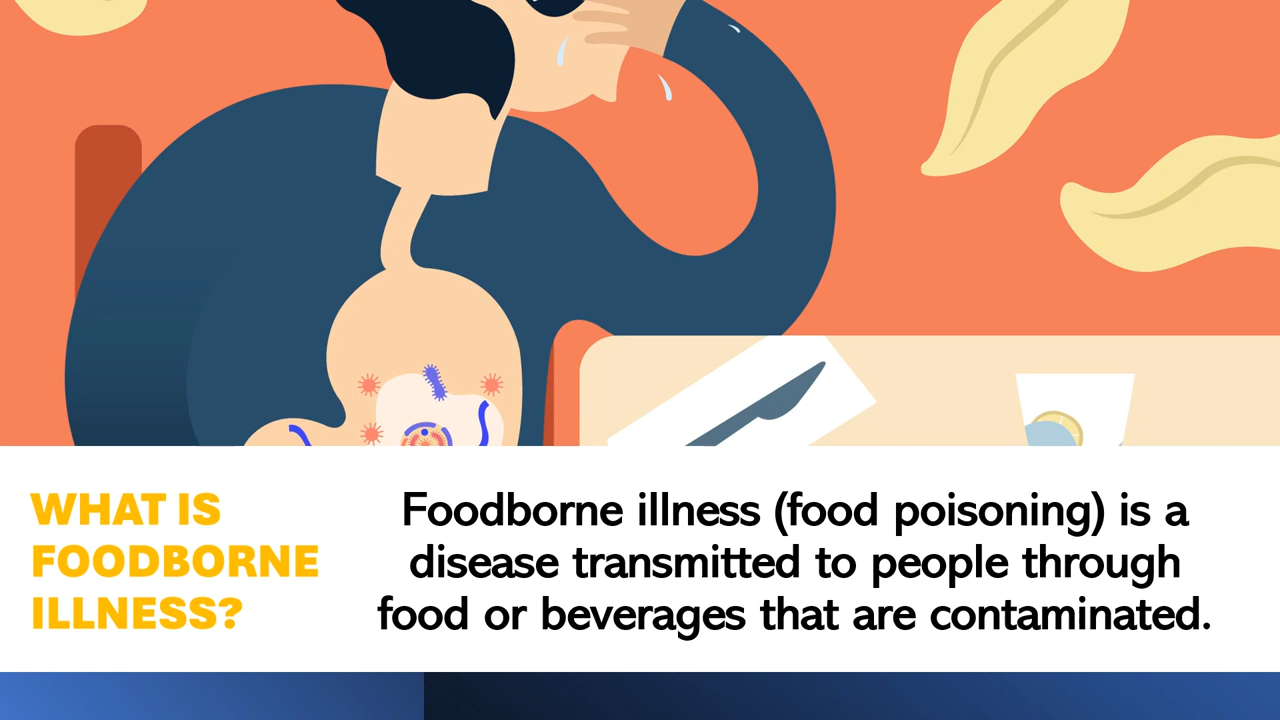 WHAT IS
FOODBORNE
ILLNESS?
Foodborne illness (food poisoning) is a
disease transmitted to people through
food or beverages that are contaminated.